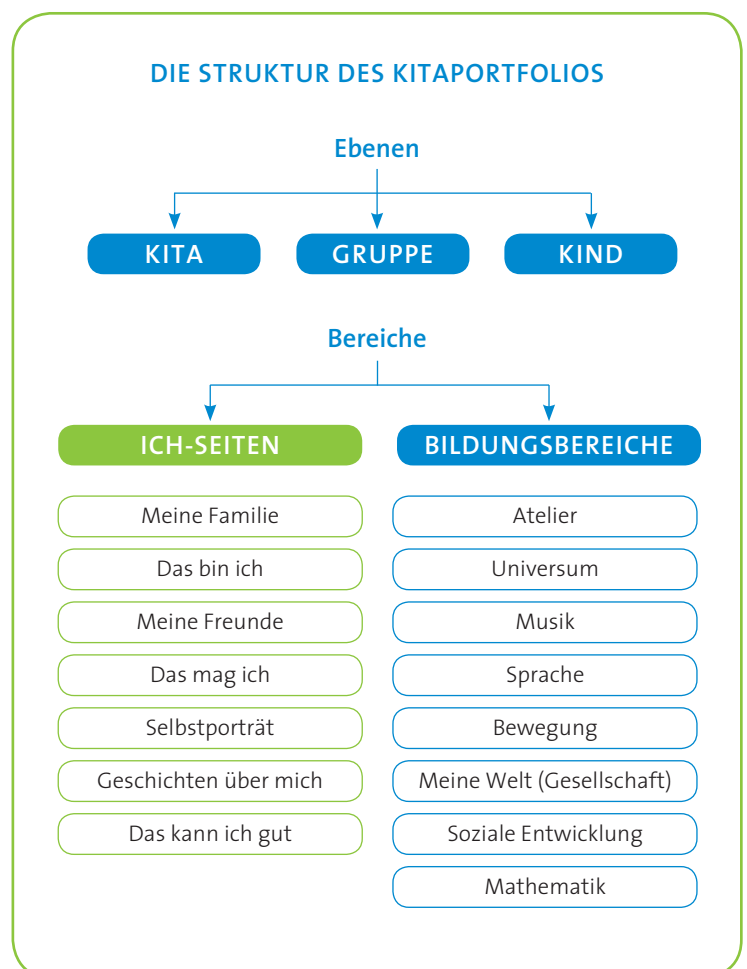 DIE STRUKTUR DES KITAPORTFOLIOS
Ebenen
KITA
GRUPPE
KIND
Bereiche
ICH-SEITEN
Meine Familie
Das bin ich
Meine Freunde
Das mag ich
Selbstporträt
Geschichten über mich
Das kann ich gut
BILDUNGSBEREICHE
Atelier
Universum
Musik
Sprache
Bewegung
Meine Welt (Gesellschaft)
Soziale Entwicklung
Mathematik